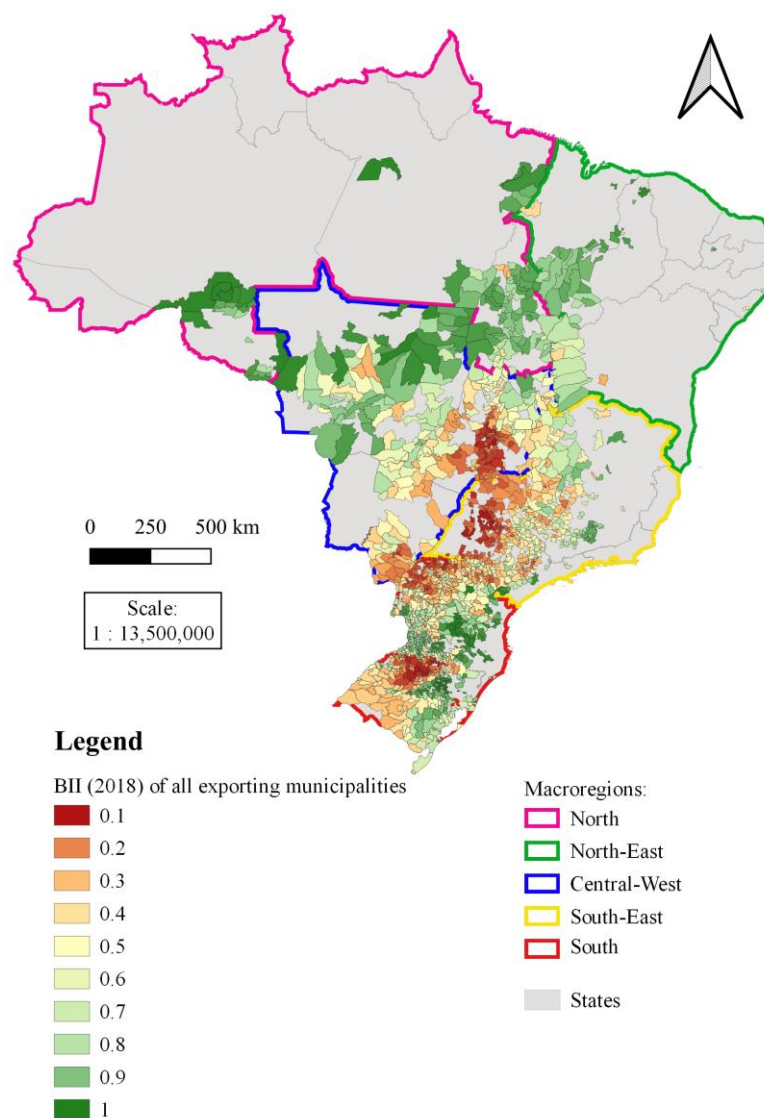 0 250 500 km
Scale:
1 : 13,500,000
Legend
BII (2018) of all exporting municipalities
0.1
0.2
0.3
0.4
0.5
0.6
0.7
0.8
0.9
1
Macroregions:
North
North-East
Central-West
South-East
South
States